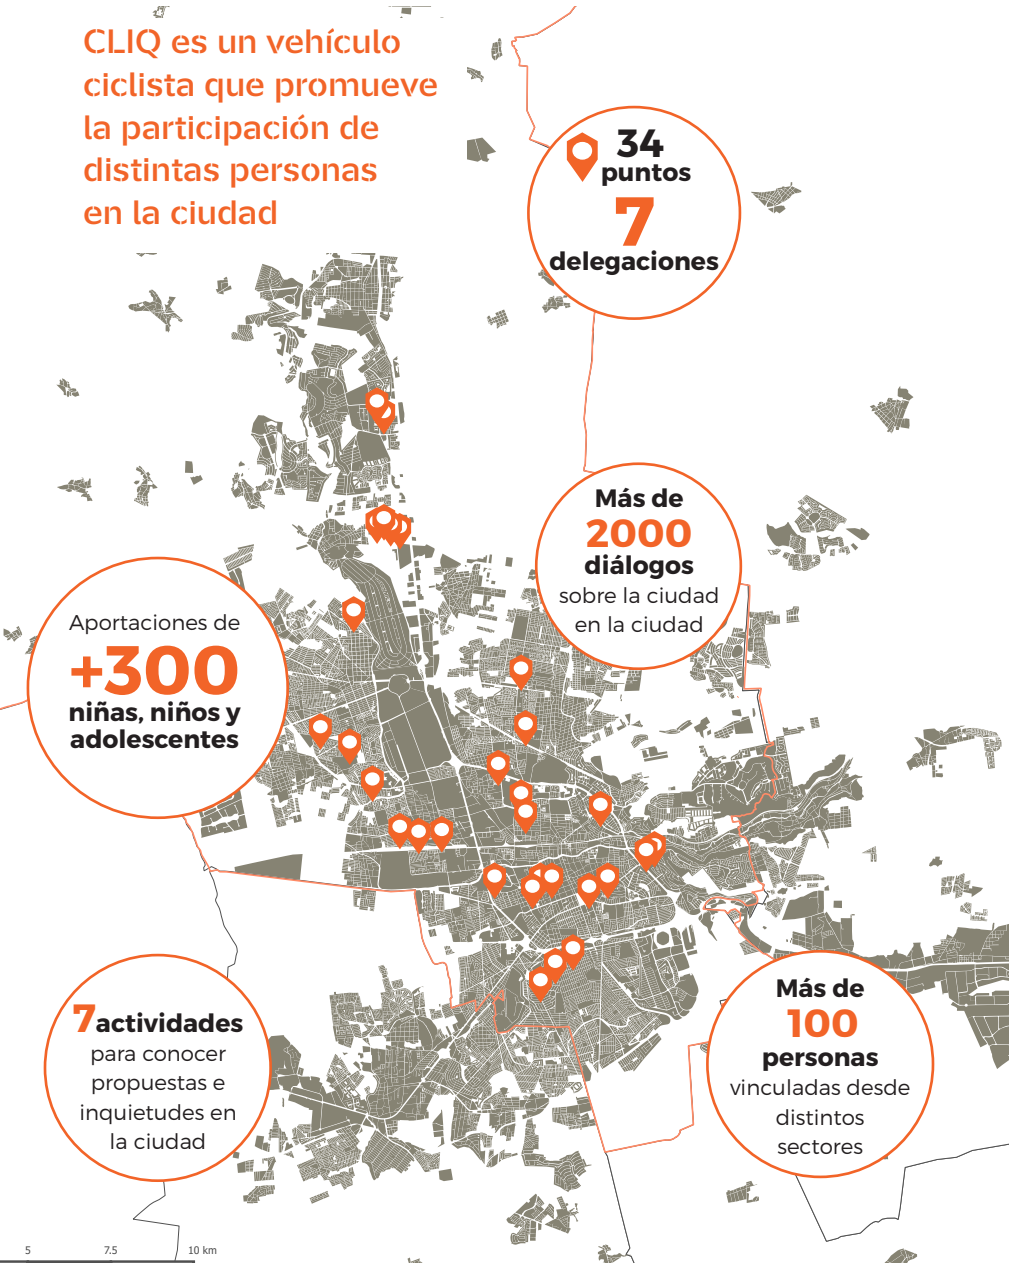 CLIQ es un vehículo
ciclista que promueve
la participación de
distintas personas
en la ciudad
34
puntos
7
delegaciones
Más de
2000
diálogos
sobre la ciudad
en la ciudad
Aportaciones de
+300
niñas, niños y
adolescentes
7 actividades
para conocer
propuestas e
inquietudes en
la ciudad
Más de
100
personas
vinculadas desde
distintos
sectores
5 7.5 10 km